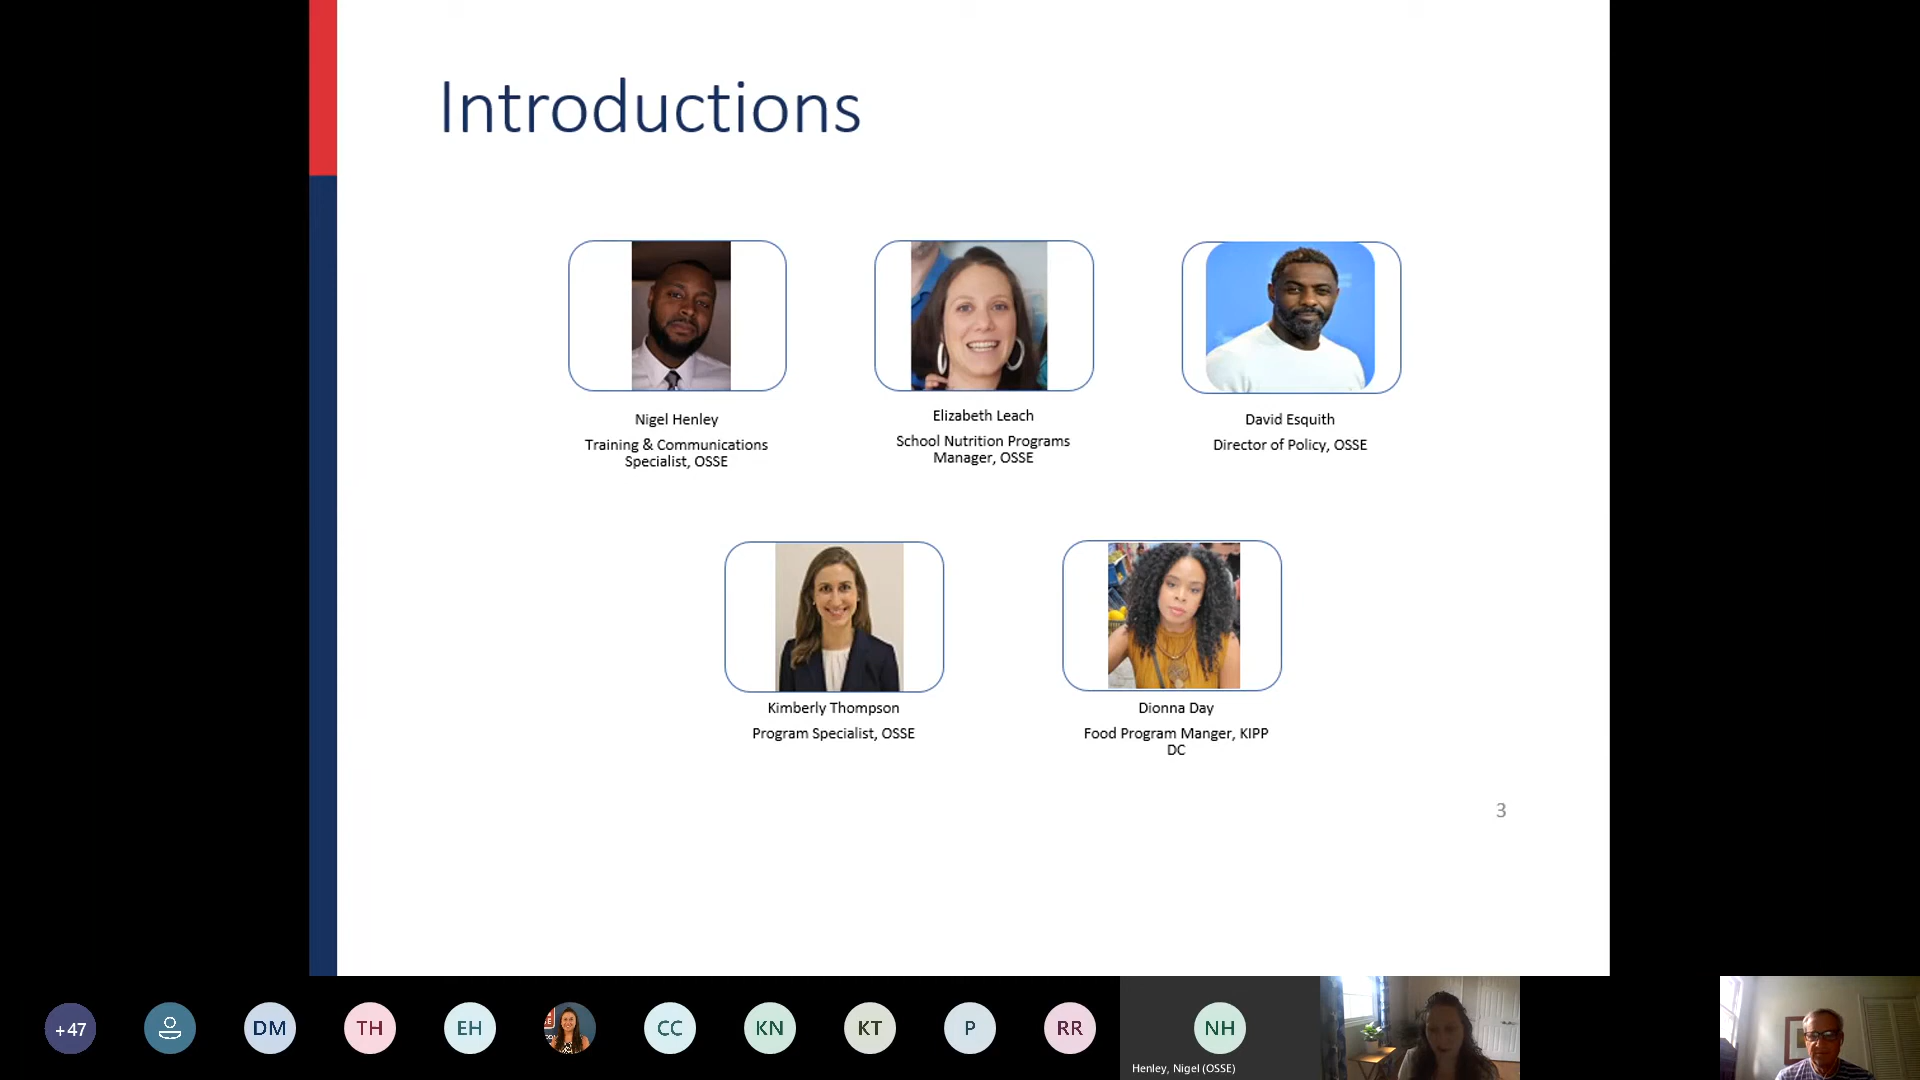 Introductions
Nigel Henley
Training & Communications
Specialist, OSSE
Elizabeth Leach
School Nutrition Programs
Manager, OSSE
David Esquith
Director of Policy, OSSE
Kimberly Thompson
Program Specialist, OSSE
Dionna Day
Food Program Manger, KIPP
DC
3
+47
DM
TH
EH
CC
KN
KT
P
RR
NH
Henley, Nigel (OSSE)